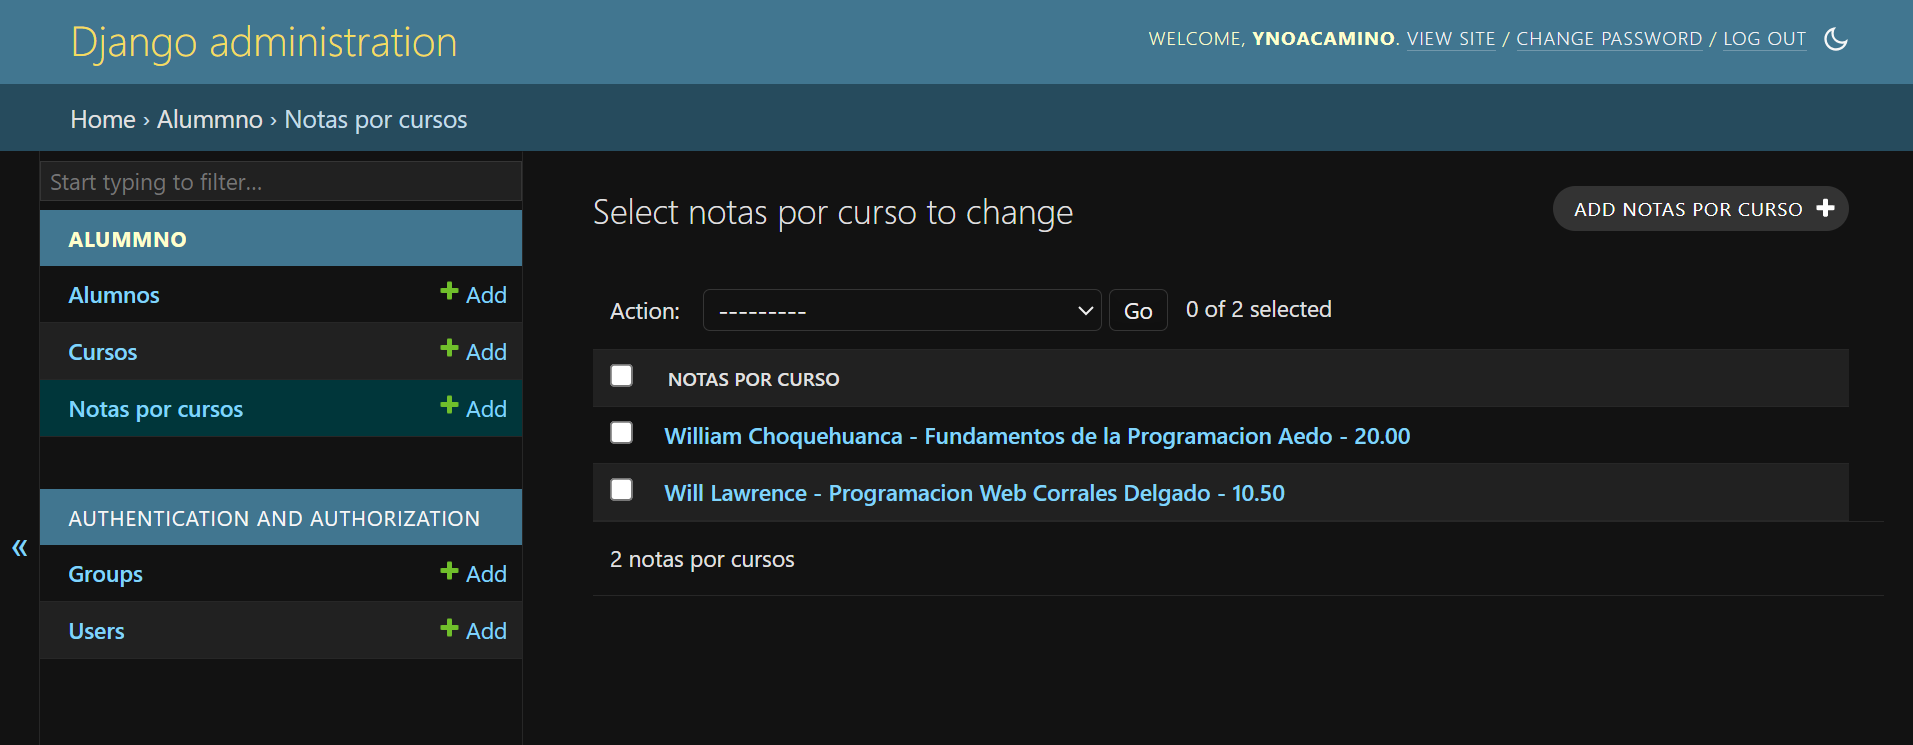 Django administration
WELCOME, YNOACAMINO. VIEW SITE / CHANGE PASSWORD / LOG OUT
Home › Alummno › Notas por cursos
Start typing to filter...
ALUMMNO
Alumnos Add
Cursos Add
Notas por cursos Add
AUTHENTICATION AND AUTHORIZATION
Groups Add
Users Add
«
Select notas por curso to change
ADD NOTAS POR CURSO
Action: --------- Go 0 of 2 selected
NOTAS POR CURSO
William Choquehuanca - Fundamentos de la Programacion Aedo - 20.00
Will Lawrence - Programacion Web Corrales Delgado - 10.50
2 notas por cursos